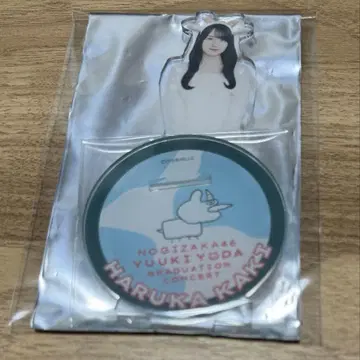 NOGIZAKA46
YUUKI YODA
GRADUATION
CONCERT
HARUKA KAKI